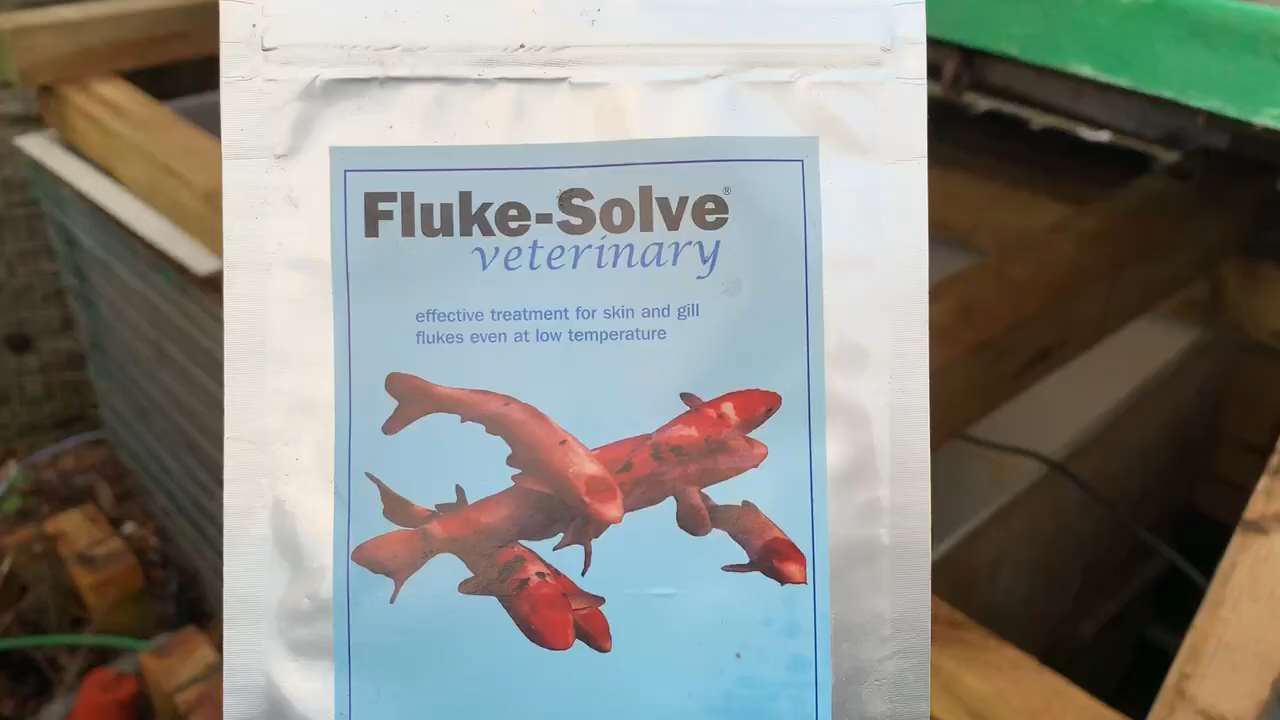 Fluke-Solve®
veterinary
effective treatment for skin and gill
flukes even at low temperature